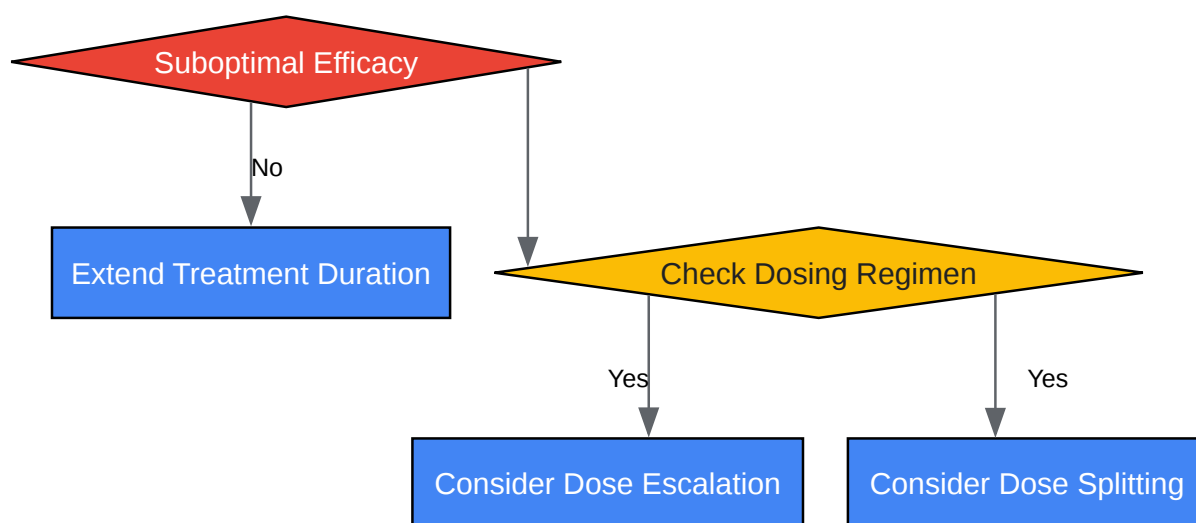 Suboptimal Efficacy
No
Extend Treatment Duration
Check Dosing Regimen
Yes
Yes
Consider Dose Escalation
Consider Dose Splitting